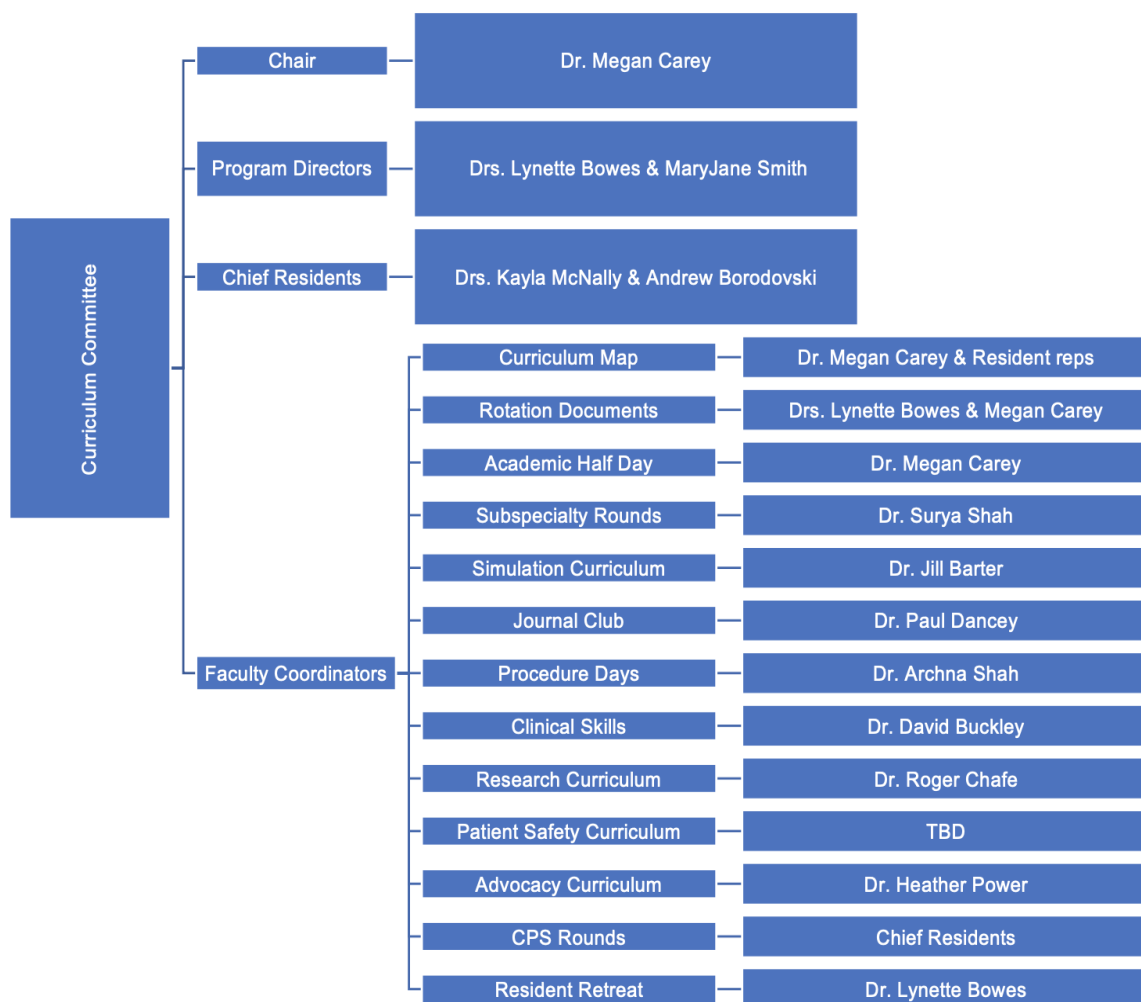 Curriculum Committee
Chair
Dr. Megan Carey
Program Directors
Drs. Lynette Bowes & MaryJane Smith
Chief Residents
Drs. Kayla McNally & Andrew Borodovski
Faculty Coordinators
Curriculum Map
Dr. Megan Carey & Resident reps
Rotation Documents
Drs. Lynette Bowes & Megan Carey
Academic Half Day
Dr. Megan Carey
Subspecialty Rounds
Dr. Surya Shah
Simulation Curriculum
Dr. Jill Barter
Journal Club
Dr. Paul Dancey
Procedure Days
Dr. Archna Shah
Clinical Skills
Dr. David Buckley
Research Curriculum
Dr. Roger Chafe
Patient Safety Curriculum
TBD
Advocacy Curriculum
Dr. Heather Power
CPS Rounds
Chief Residents
Resident Retreat
Dr. Lynette Bowes